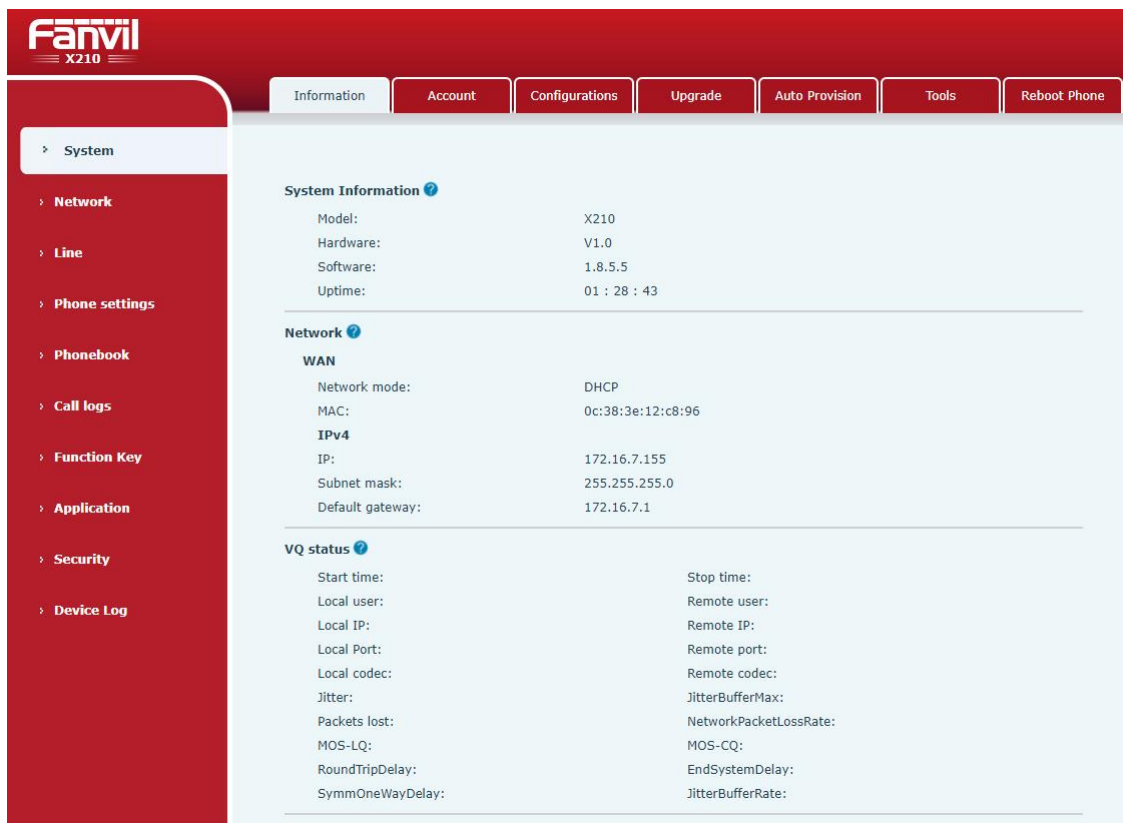 Fanvil
X210
Information Account Configurations Upgrade Auto Provision Tools Reboot Phone
› System
› Network
› Line
› Phone settings
› Phonebook
› Call logs
› Function Key
› Application
› Security
› Device Log
System Information ?
Model: X210
Hardware: V1.0
Software: 1.8.5.5
Uptime: 01 : 28 : 43
Network ?
WAN
Network mode: DHCP
MAC: 0c:38:3e:12:c8:96
IPv4
IP: 172.16.7.155
Subnet mask: 255.255.255.0
Default gateway: 172.16.7.1
VQ status ?
Start time: Stop time:
Local user: Remote user:
Local IP: Remote IP:
Local Port: Remote port:
Local codec: Remote codec:
Jitter: JitterBufferMax:
Packets lost: NetworkPacketLossRate:
MOS-LQ: MOS-CQ:
RoundTripDelay: EndSystemDelay:
SymmOneWayDelay: JitterBufferRate: